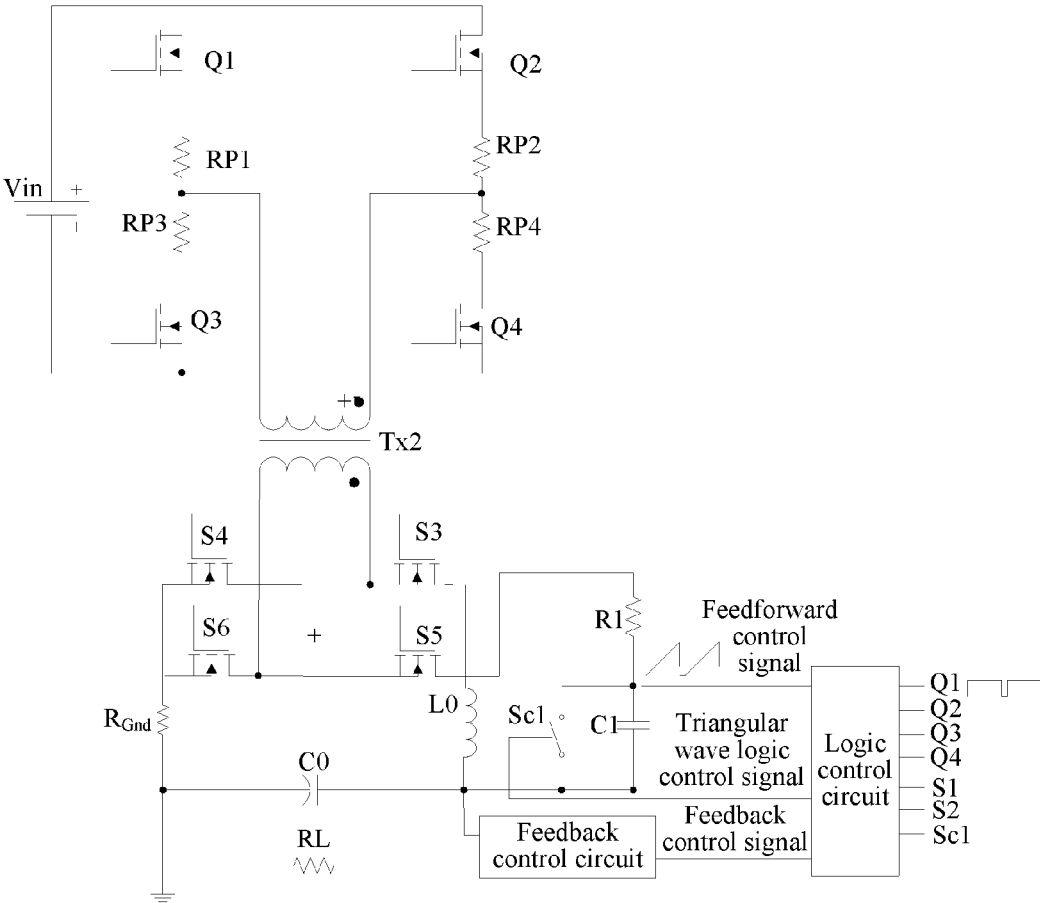 Q1
Q2
RP1
RP2
Vin
+
-
RP3
RP4
Q3
Q4
+
Tx2
S4
S3
S6
+
S5
R1
Feedforward
control
signal
RGnd
L0
Sc1
C1
Triangular
wave logic
control signal
Logic
control
circuit
Q1
Q2
Q3
Q4
S1
S2
Sc1
C0
RL
Feedback
control circuit
Feedback
control signal